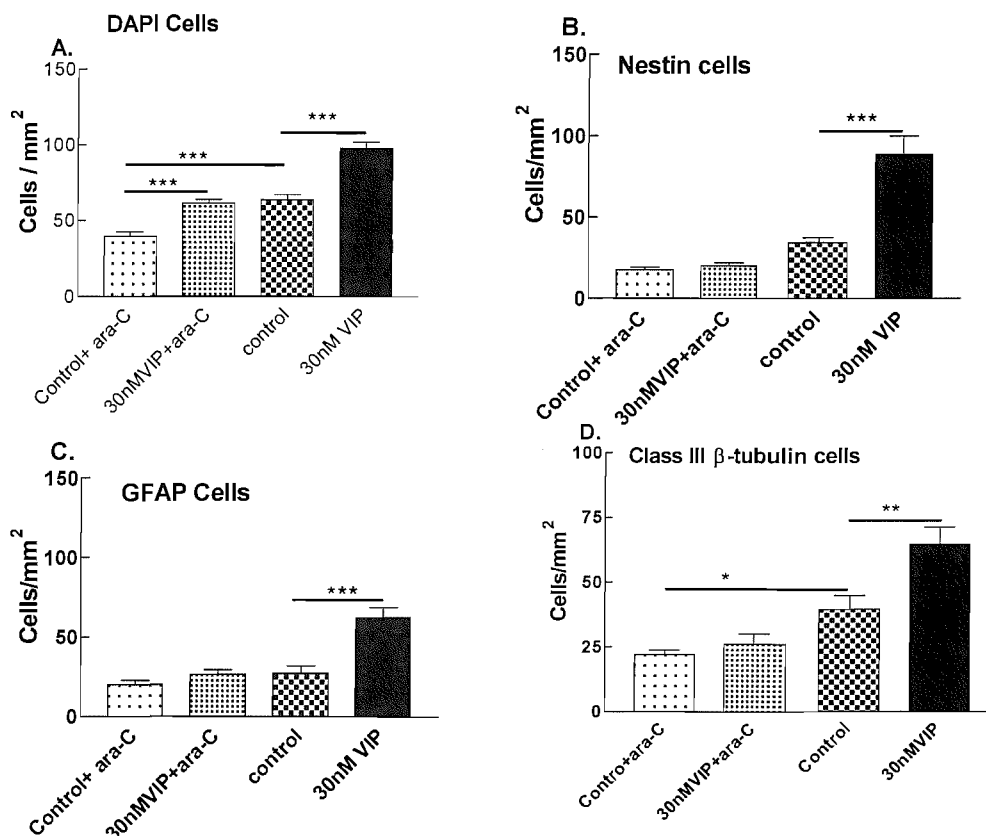 DAPI Cells
A.
150
100
50
0
Cells / mm²
***
***
***
Control+ ara-C
30nMVIP+ara-C
control
30nM VIP
B.
Nestin cells
150
100
50
0
Cells/mm²
***
Control+ ara-C
30nMVIP+ara-C
control
30nM VIP
C.
GFAP Cells
150
100
50
0
Cells/mm²
***
Control+ ara-C
30nMVIP+ara-C
control
30nM VIP
D.
Class III β-tubulin cells
100
75
50
25
0
Cells/mm²
*
**
Contro+ara-C
30nMVIP+ara-C
Control
30nMVIP